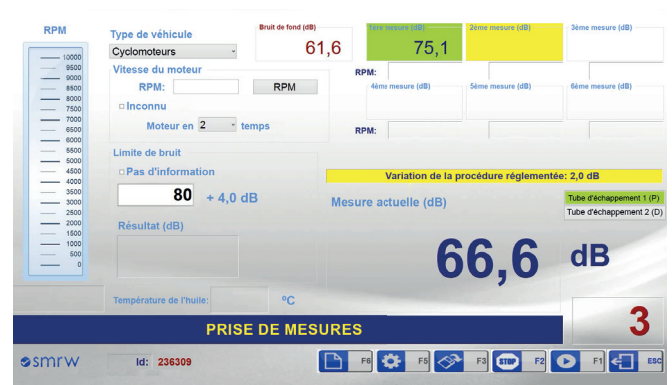 RPM
10000
9500
9000
8500
8000
7500
7000
6500
6000
5500
5000
4500
4000
3500
3000
2500
2000
1500
1000
500
0
Type de véhicule
Cyclomoteurs
Vitesse du moteur
RPM:
RPM
Inconnu
Moteur en 2 temps
Limite de bruit
Pas d'information
80 + 4,0 dB
Résultat (dB)
Température de l'huile: ºC
Bruit de fond (dB)
61,6
1ère mesure (dB)
75,1
2ème mesure (dB)
3ème mesure (dB)
RPM:
4ème mesure (dB)
5ème mesure (dB)
6ème mesure (dB)
RPM:
Variation de la procédure réglementée: 2,0 dB
Mesure actuelle (dB)
Tube d'échappement 1 (P)
Tube d'échappement 2 (D)
66,6 dB
3
PRISE DE MESURES
smrw
Id: 236309
F6
F5
F3
STOP F2
F1
ESC